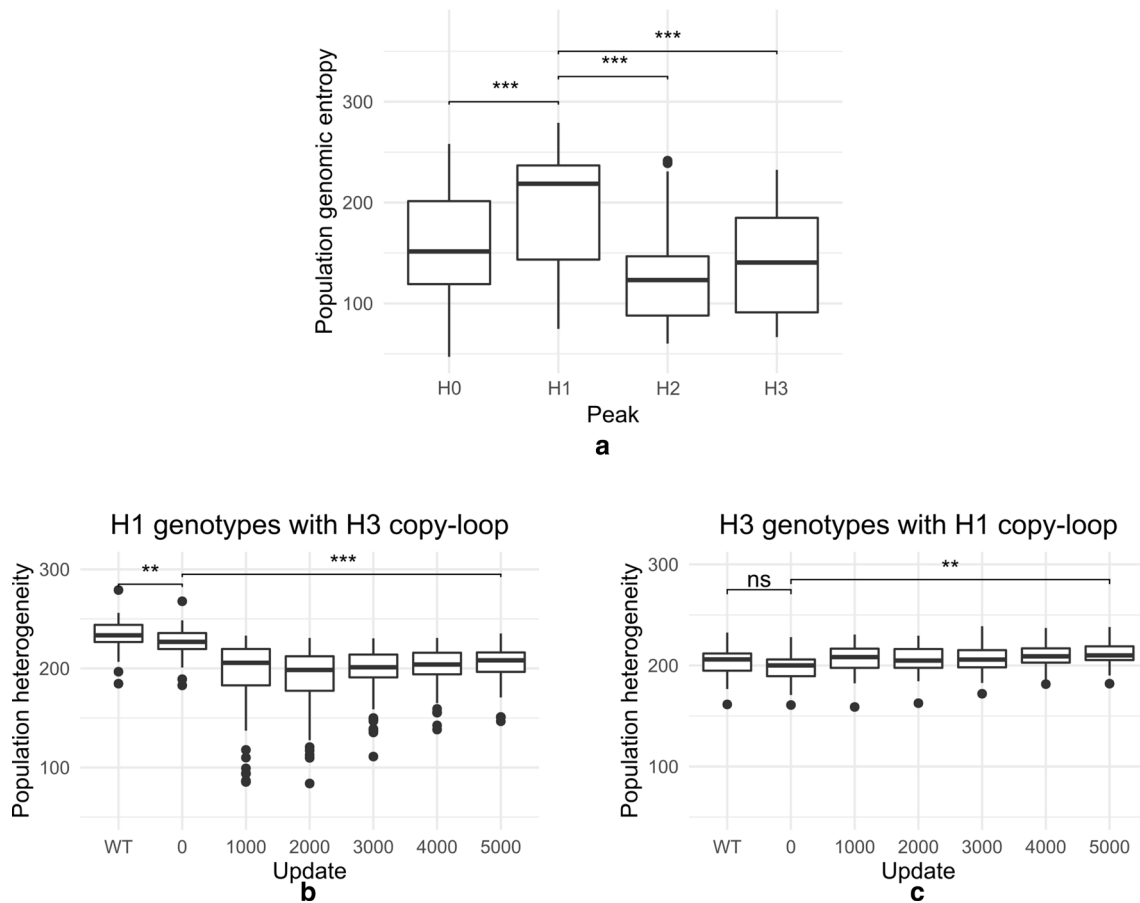 ***
***
***
300
200
100
Population genomic entropy
H0 H1 H2 H3
Peak
a
H1 genotypes with H3 copy-loop
300
200
100
** ***
Population heterogeneity
WT 0 1000 2000 3000 4000 5000
Update
b
H3 genotypes with H1 copy-loop
300
200
100
ns **
Population heterogeneity
WT 0 1000 2000 3000 4000 5000
Update
c